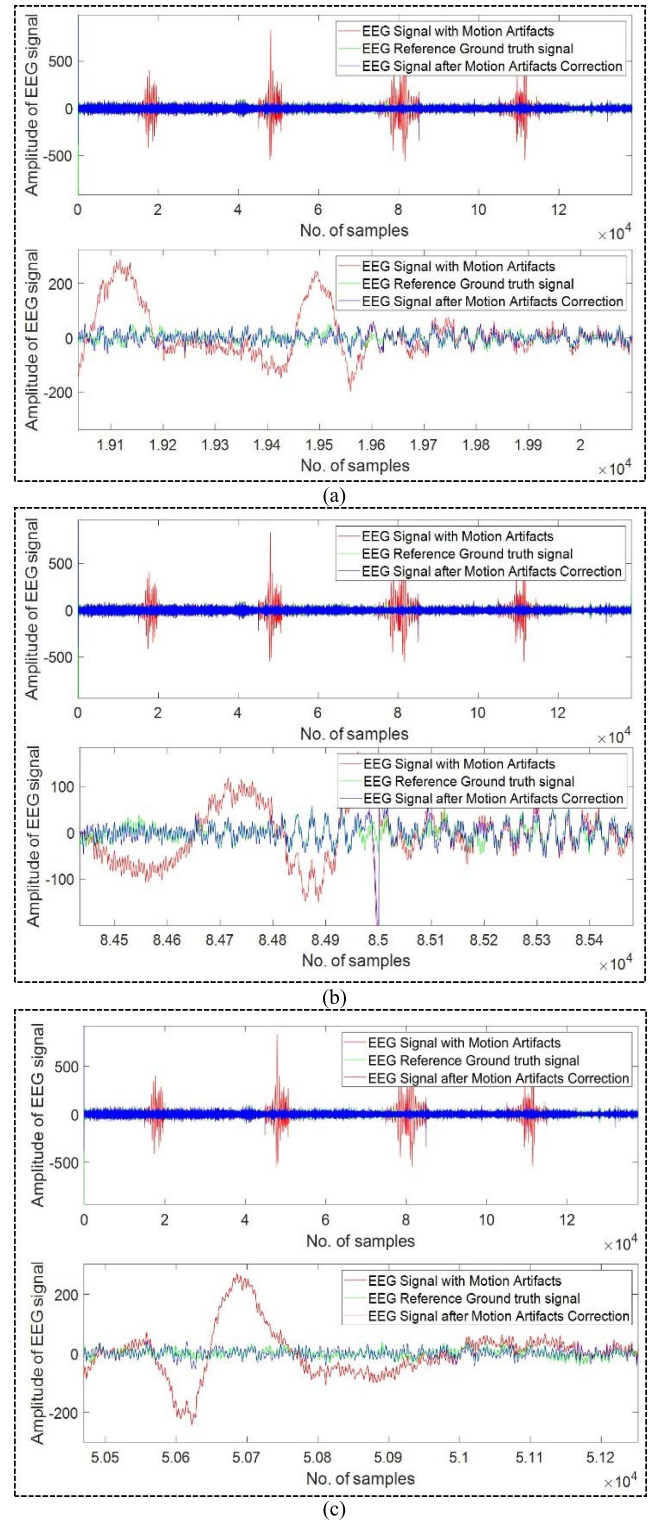 EEG Signal with Motion Artifacts
EEG Reference Ground truth signal
EEG Signal after Motion Artifacts Correction
Amplitude of EEG signal
500
0
-500
0 2 4 6 8 10 12
No. of samples
×10⁴
EEG Signal with Motion Artifacts
EEG Reference Ground truth signal
EEG Signal after Motion Artifacts Correction
Amplitude of EEG signal
200
0
-200
1.91 1.92 1.93 1.94 1.95 1.96 1.97 1.98 1.99 2
No. of samples
×10⁴
(a)
EEG Signal with Motion Artifacts
EEG Reference Ground truth signal
EEG Signal after Motion Artifacts Correction
Amplitude of EEG signal
500
0
-500
0 2 4 6 8 10 12
No. of samples
×10⁴
EEG Signal with Motion Artifacts
EEG Reference Ground truth signal
EEG Signal after Motion Artifacts Correction
Amplitude of EEG signal
100
0
-100
8.45 8.46 8.47 8.48 8.49 8.5 8.51 8.52 8.53 8.54
No. of samples
×10⁴
(b)
EEG Signal with Motion Artifacts
EEG Reference Ground truth signal
EEG Signal after Motion Artifacts Correction
Amplitude of EEG signal
500
0
-500
0 2 4 6 8 10 12
No. of samples
×10⁴
EEG Signal with Motion Artifacts
EEG Reference Ground truth signal
EEG Signal after Motion Artifacts Correction
Amplitude of EEG signal
200
0
-200
5.05 5.06 5.07 5.08 5.09 5.1 5.11 5.12
No. of samples
×10⁴
(c)